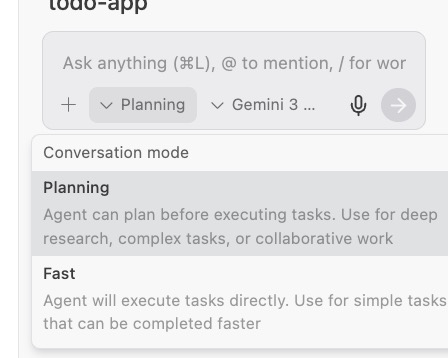 todo-app
Ask anything (⌘L), @ to mention, / for wor
Planning
Gemini 3 ...
Conversation mode
Planning
Agent can plan before executing tasks. Use for deep
research, complex tasks, or collaborative work
Fast
Agent will execute tasks directly. Use for simple tasks
that can be completed faster